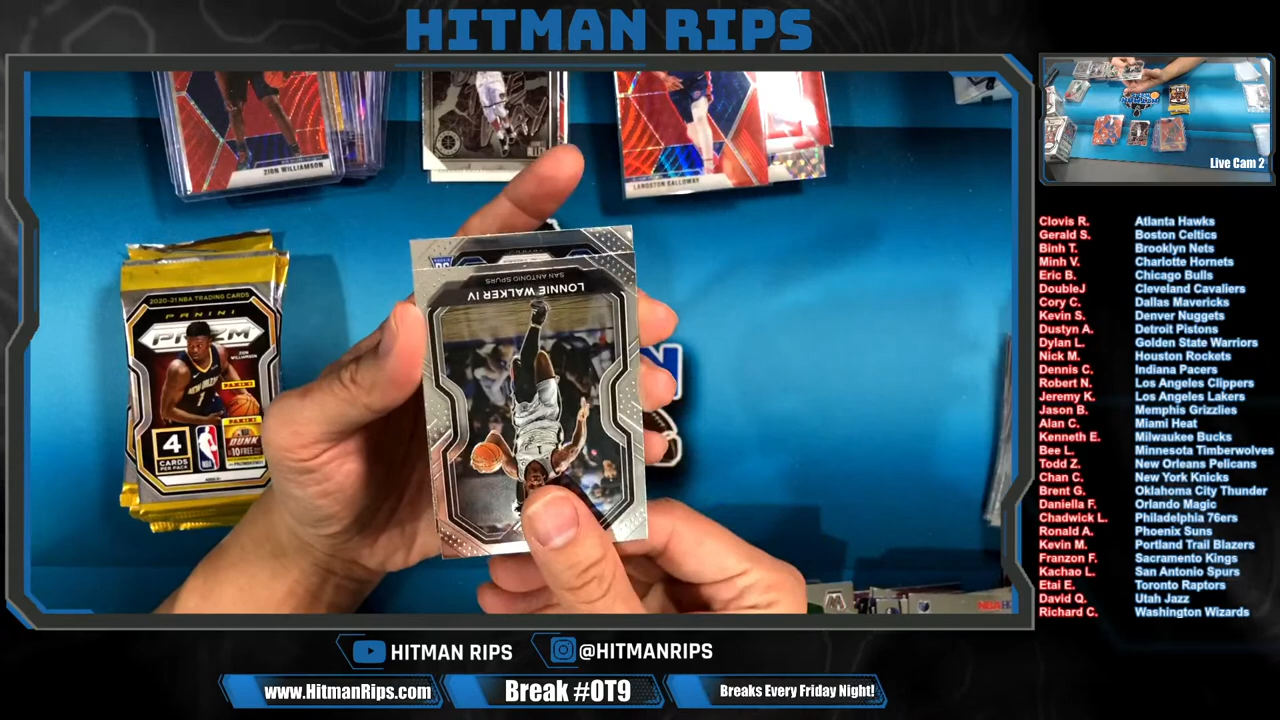 HITMAN RIPS
ZION WILLIAMSON
LANGSTON GALLOWAY
LONNIE WALKER IV
SAN ANTONIO SPURS
2020-21 NBA TRADING CARDS
PANINI
PRIZM
ZION
WILLIAMSON
NEW ORLEANS
1
PANINI
PANINI
4
CARDS
PER PACK
NBA
DUNK
Live Cam 2
Clovis R. Atlanta Hawks
Gerald S. Boston Celtics
Binh T. Brooklyn Nets
Minh V. Charlotte Hornets
Eric B. Chicago Bulls
DoubleJ Cleveland Cavaliers
Cory C. Dallas Mavericks
Kevin S. Denver Nuggets
Dustyn A. Detroit Pistons
Dylan L. Golden State Warriors
Nick M. Houston Rockets
Dennis C. Indiana Pacers
Robert N. Los Angeles Clippers
Jeremy K. Los Angeles Lakers
Jason B. Memphis Grizzlies
Alan C. Miami Heat
Kenneth E. Milwaukee Bucks
Bee L. Minnesota Timberwolves
Todd Z. New Orleans Pelicans
Chan C. New York Knicks
Brent G. Oklahoma City Thunder
Daniella F. Orlando Magic
Chadwick L. Philadelphia 76ers
Ronald A. Phoenix Suns
Kevin M. Portland Trail Blazers
Franzon F. Sacramento Kings
Kachao L. San Antonio Spurs
Etai E. Toronto Raptors
David Q. Utah Jazz
Richard C. Washington Wizards
HITMAN RIPS
@HITMANRIPS
www.HitmanRips.com
Break #0T9
Breaks Every Friday Night!